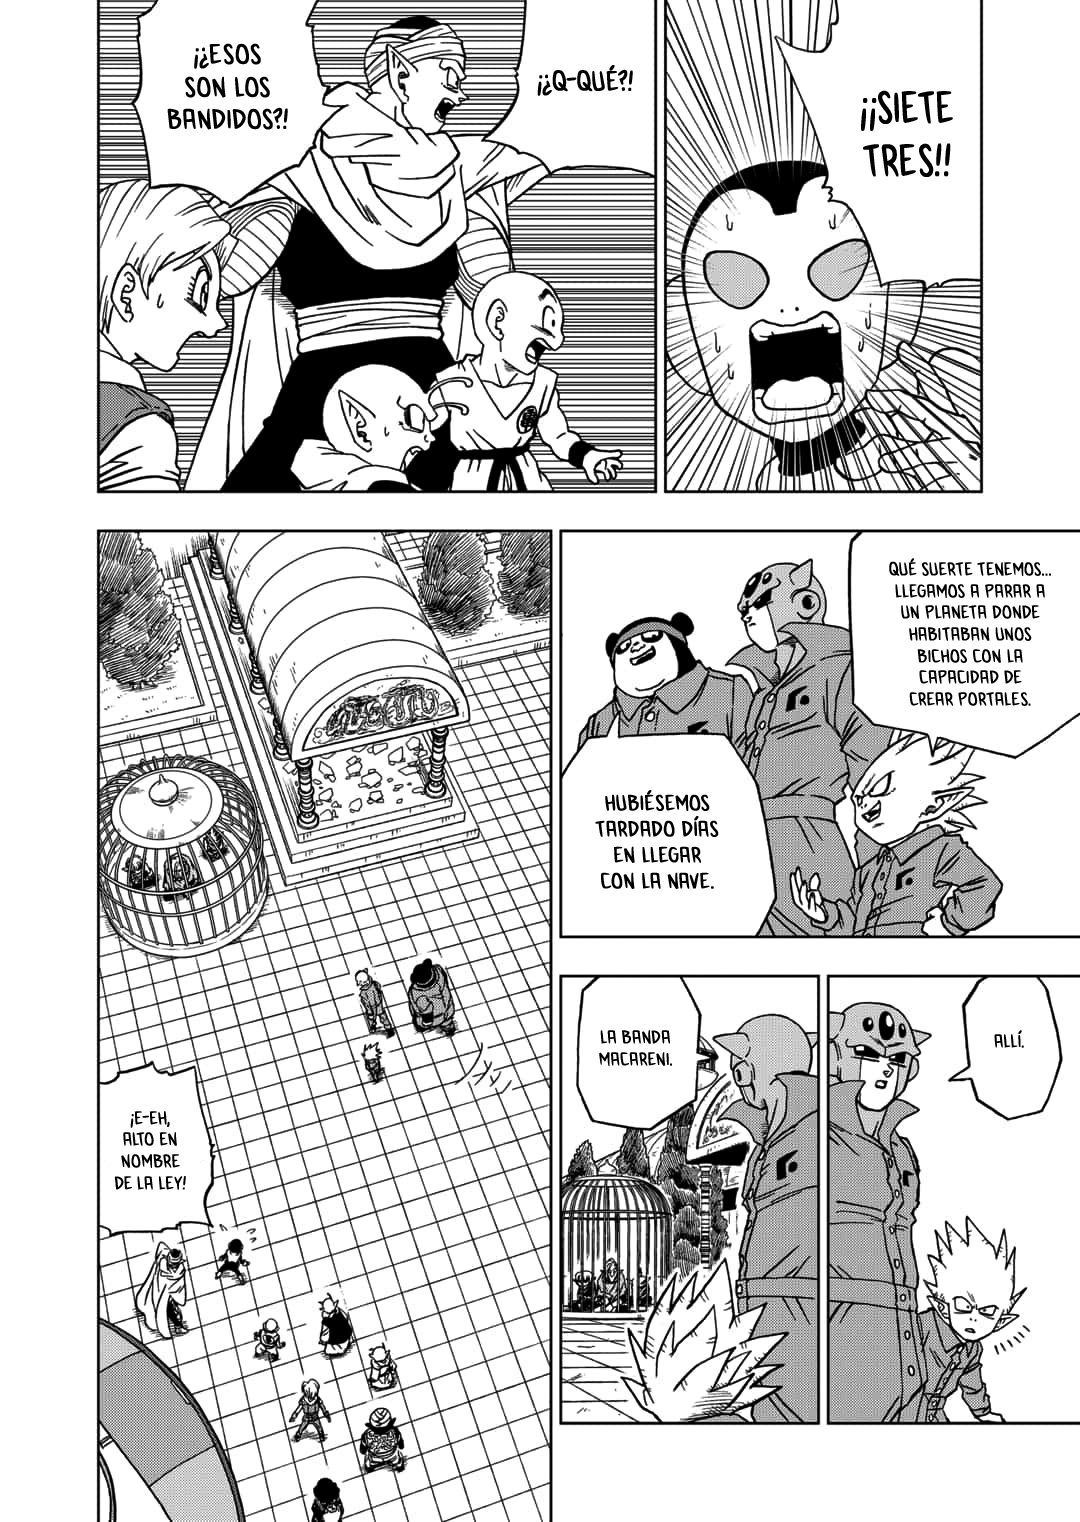 ¡¡SIETE
TRES!!
¡¿Q-QUÉ?!
¡¿ESOS
SON LOS
BANDIDOS?!
QUÉ SUERTE TENEMOS...
LLEGAMOS A PARAR A
UN PLANETA DONDE
HABITABAN UNOS
BICHOS CON LA
CAPACIDAD DE
CREAR PORTALES.
HUBIÉSEMOS
TARDADO DÍAS
EN LLEGAR
CON LA NAVE.
¡E-EH,
ALTO EN
NOMBRE
DE LA LEY!
ALLÍ.
LA BANDA
MACARENI.